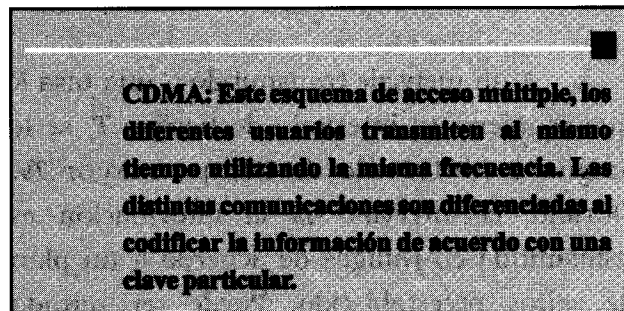 CDMA: Este esquema de acceso múltiple, los
diferentes usuarios transmiten al mismo
tiempo utilizando la misma frecuencia. Las
distintas comunicaciones son diferenciadas al
codificar la información de acuerdo con una
clave particular.